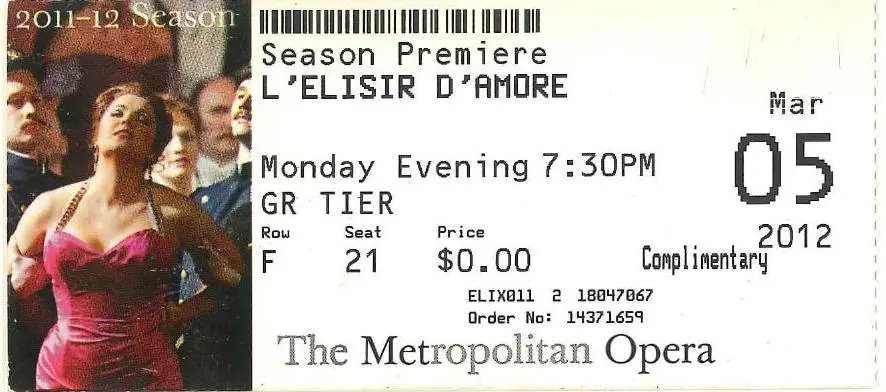 2011-12 Season
Season Premiere
L'ELISIR D'AMORE
Mar
05
2012
Monday Evening 7:30PM
GR TIER
Row Seat Price
F 21 $0.00 Complimentary
ELIX011 2 18047067
Order No: 14371659
The Metropolitan Opera